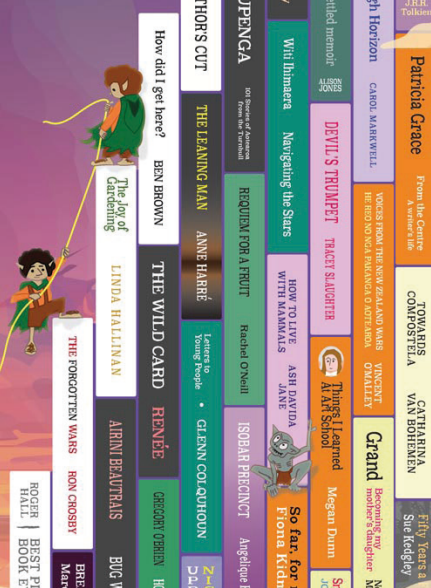 How did I get here? BEN BROWN
The Joy of
Gardening
LINDA HALLINAN
THE FORGOTTEN WARS RON CROSBY
ROGER
HALL
BEST
BOOK
AIRINI BEAUTRAIS
BUG
THE WILD CARD RENÉE
GREGORY O'BRIEN
THOR'S CUT
THE LEANING MAN ANNE HARRÉ
Letters to
Young People • GLENN COLQUHOUN
UPENGA
101 Stories of Aotearoa
from the Turnbull
REQUIEM FOR A FRUIT Rachel O'Neill
ISOBAR PRECINCT Angelique
Witi Ihimaera Navigating the Stars
HOW TO LIVE
WITH MAMMALS
ASH DAVIDA
JANE
So far, for
Fiona Kidm
ettled memoir
ALISON
JONES
DEVIL'S TRUMPET TRACEY SLAUGHTER
Things I Learned
At Art School
Megan Dunn
gh Horizon CAROL MARKWELL
VOICES FROM THE NEW ZEALAND WARS
HE REO NŌ NGĀ PAKANGA O AOTEAROA
VINCENT
O'MALLEY
Grand
Becoming my
mother's daughter
J.R.R.
Tolkien
Patricia Grace
From the Centre
A writer's life
TOWARDS
COMPOSTELA
CATHARINA
VAN BOHEMEN
Fifty Years a
Sue Kedgley